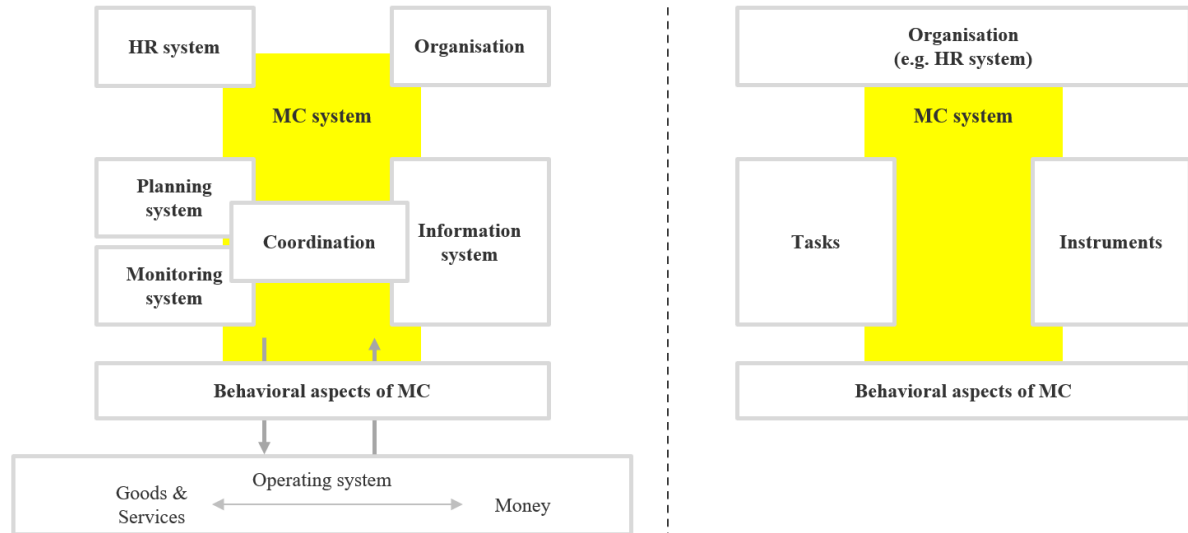 HR system
Organisation
MC system
Planning
system
Coordination
Information
system
Monitoring
system
Behavioral aspects of MC
Operating system
Goods &
Services
Money
Organisation
(e.g. HR system)
MC system
Tasks
Instruments
Behavioral aspects of MC